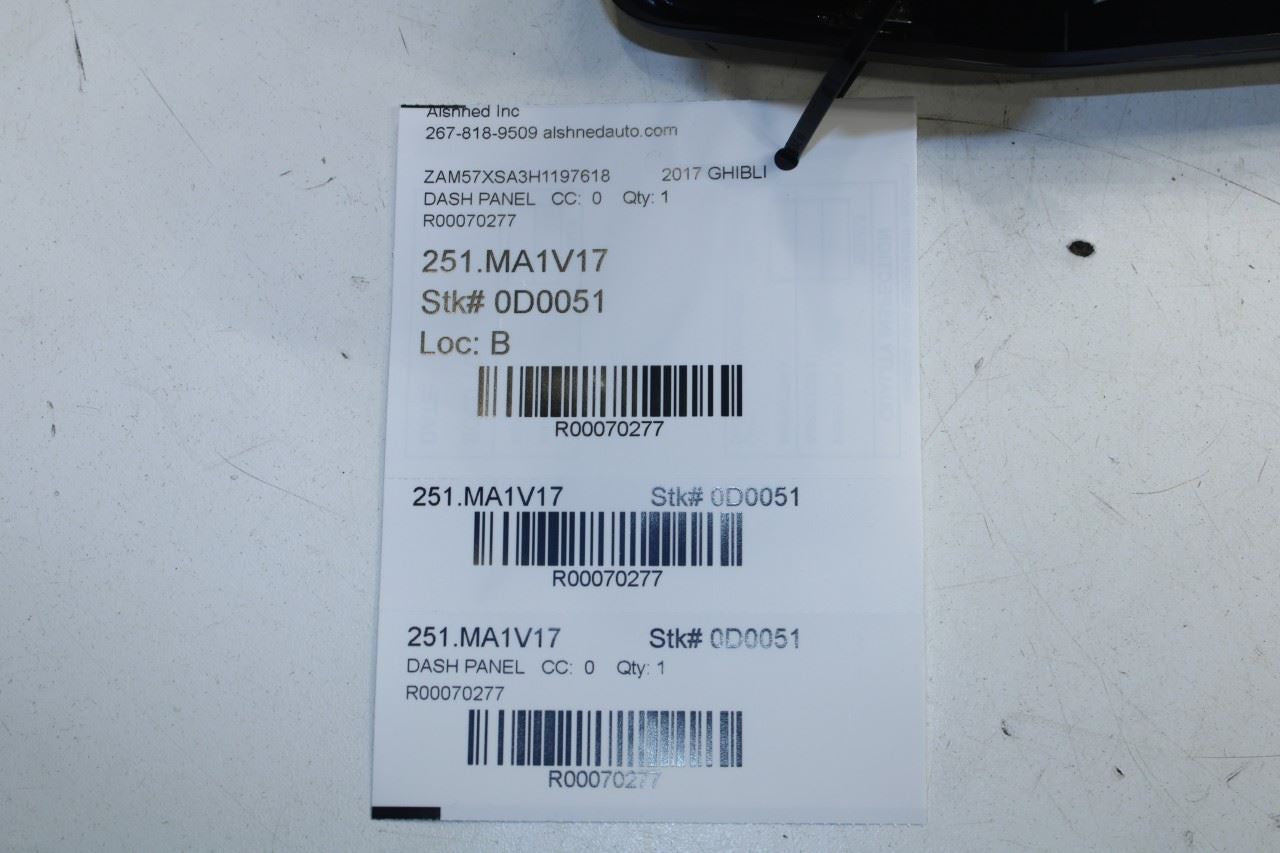 Alshned Inc
267-818-9509 alshnedauto.com
ZAM57XSA3H1197618 2017 GHIBLI
DASH PANEL CC: 0 Qty: 1
R00070277
251.MA1V17
Stk# 0D0051
Loc: B
R00070277
251.MA1V17 Stk# 0D0051
R00070277
251.MA1V17 Stk# 0D0051
DASH PANEL CC: 0 Qty: 1
R00070277
R00070277